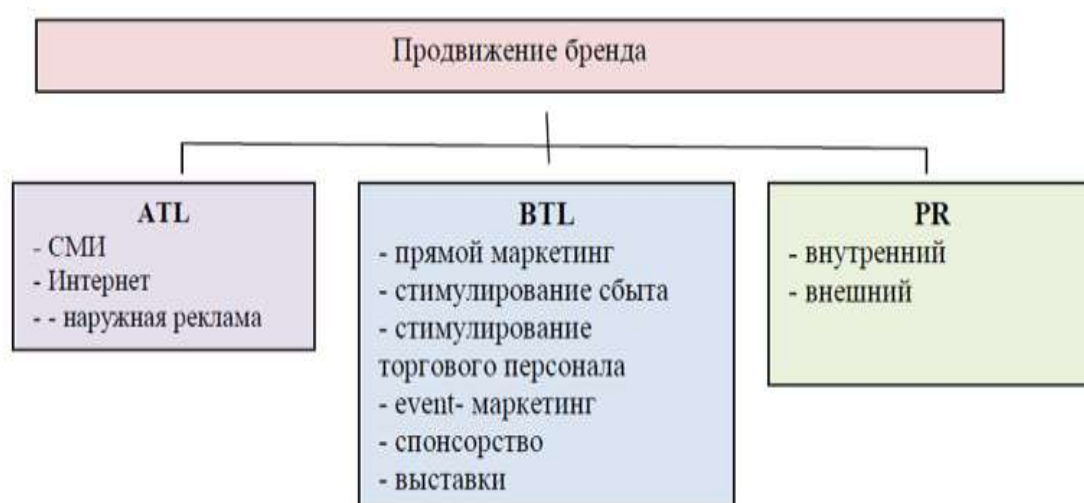 Продвижение бренда
ATL
- СМИ
- Интернет
- - наружная реклама
BTL
- прямой маркетинг
- стимулирование сбыта
- стимулирование
торгового персонала
- event- маркетинг
- спонсорство
- выставки
PR
- внутренний
- внешний